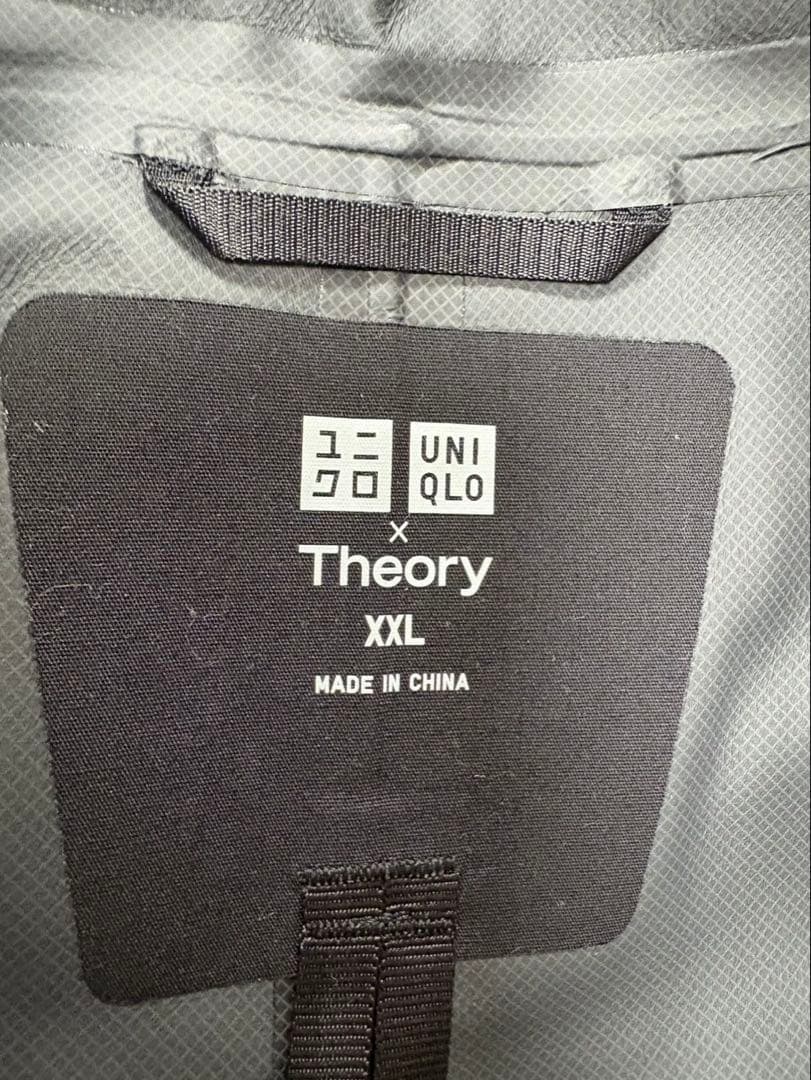 ユニ
クロ
UNI
QLO
x
Theory
XXL
MADE IN CHINA